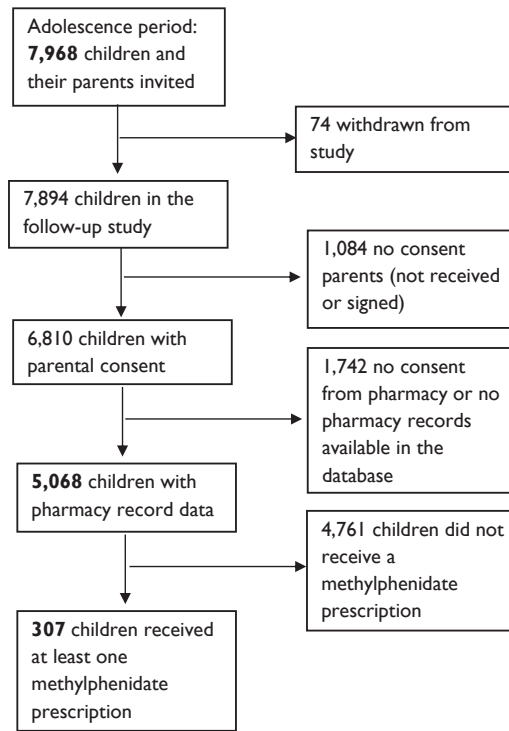 Adolescence period:
7,968 children and
their parents invited
74 withdrawn from
study
7,894 children in the
follow-up study
1,084 no consent
parents (not received
or signed)
6,810 children with
parental consent
1,742 no consent
from pharmacy or no
pharmacy records
available in the
database
5,068 children with
pharmacy record data
4,761 children did not
receive a
methylphenidate
prescription
307 children received
at least one
methylphenidate
prescription